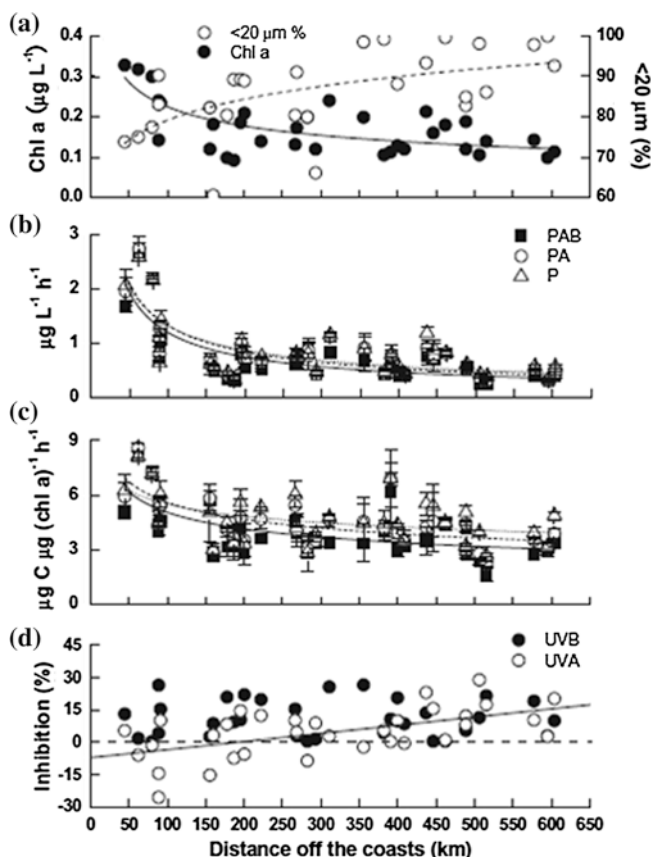 (a)
<20 µm %
Chl a
0.4
0.3
0.2
0.1
0.0
Chl a (µg L⁻¹)
100
90
80
70
60
<20 µm (%)
(b)
PAB
PA
P
3
2
1
0
µg L⁻¹ h⁻¹
(c)
9
6
3
0
µg C µg (chl a)⁻¹ h⁻¹
(d)
UVB
UVA
45
30
15
0
-15
-30
Inhibition (%)
0 50 100 150 200 250 300 350 400 450 500 550 600 650
Distance off the coasts (km)